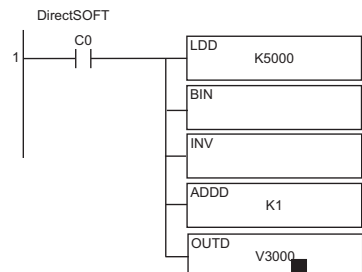 DirectSOFT
C0
1
LDD
K5000
BIN
INV
ADDD
K1
OUTD
V3000